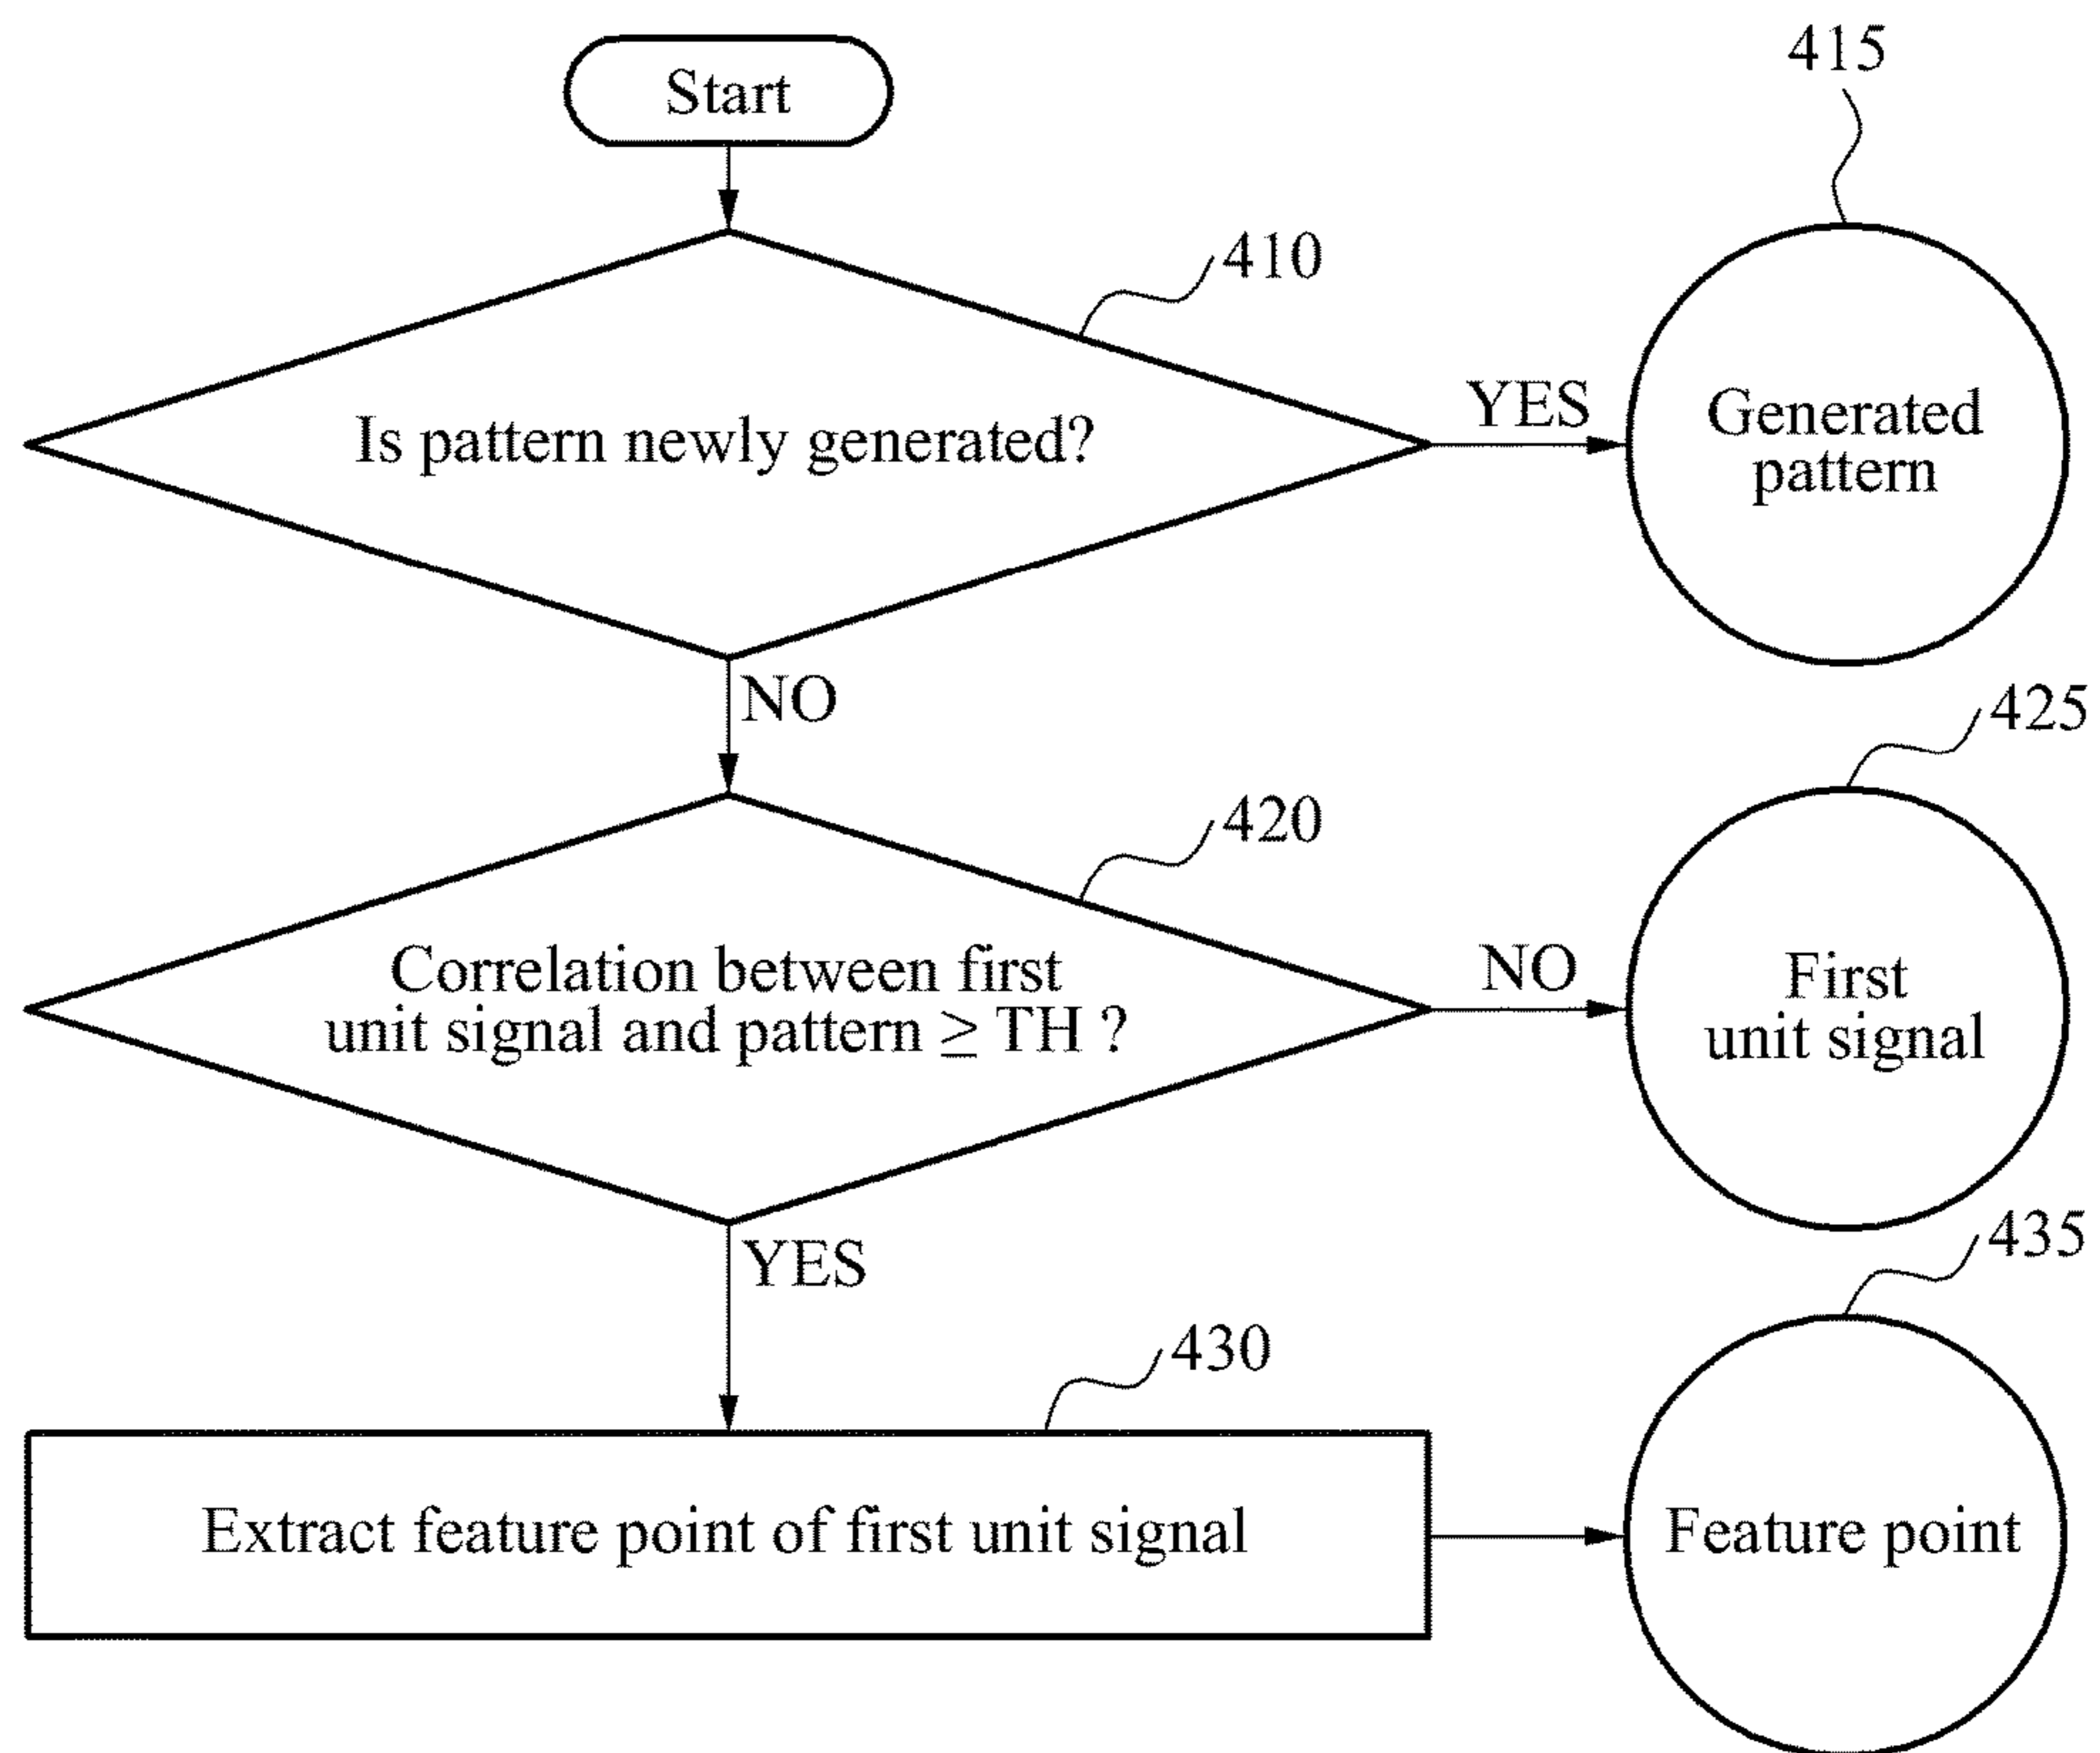 Start
415
410
Is pattern newly generated?
YES
Generated
pattern
NO
425
420
Correlation between first
unit signal and pattern ≥ TH ?
NO
First
unit signal
YES
435
430
Extract feature point of first unit signal
Feature point